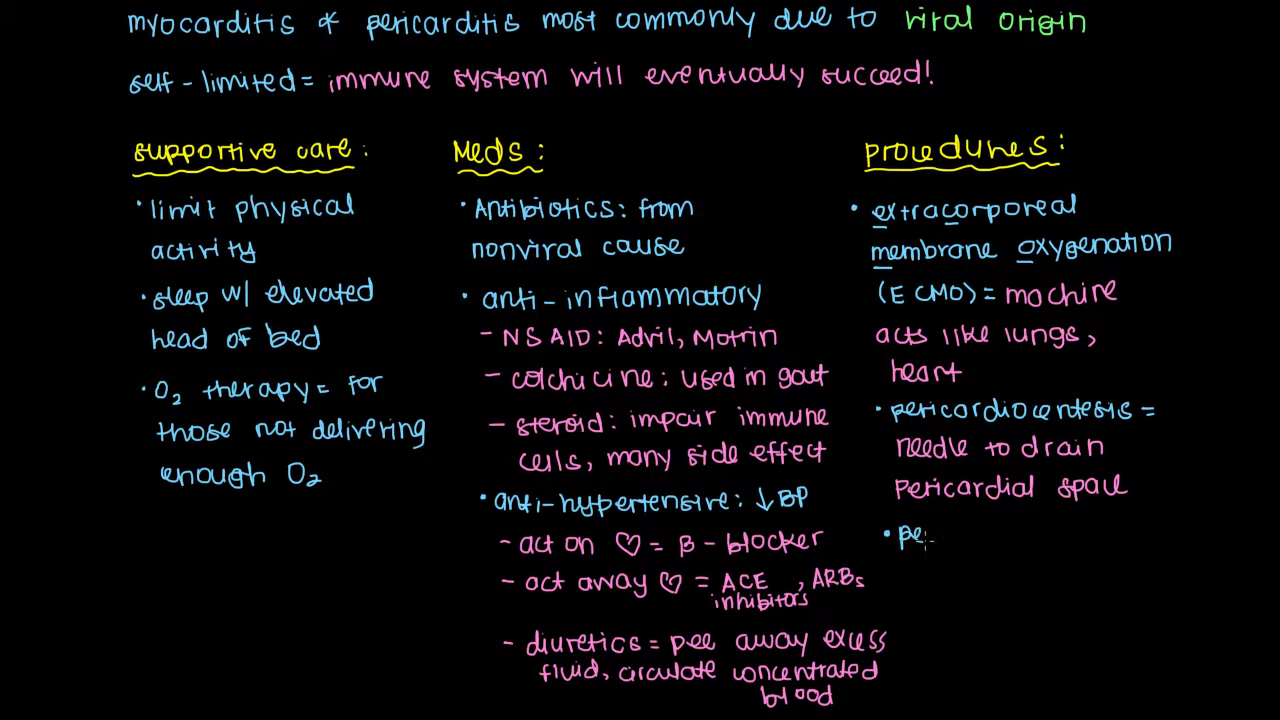 myocarditis & pericarditis most commonly due to viral origin
self-limited = immune system will eventually succeed!
supportive care:
• limit physical
activity
• sleep w/ elevated
head of bed
• O₂ therapy = for
those not delivering
enough O₂
Meds:
• Antibiotics: from
nonviral cause
• anti-inflammatory
- NSAID: Advil, Motrin
- colchicine: used in gout
- steroid: impair immune
cells, many side effect
• anti-hypertensive: ↓BP
- act on ♡ = β-blocker
- act away ♡ = ACE inhibitors, ARBs
- diuretics = pee away excess
fluid, circulate concentrated
blood
procedures:
• extracorporeal
membrane oxygenation
(ECMO) = machine
acts like lungs,
heart
• pericardiocentesis =
needle to drain
pericardial space
• pe